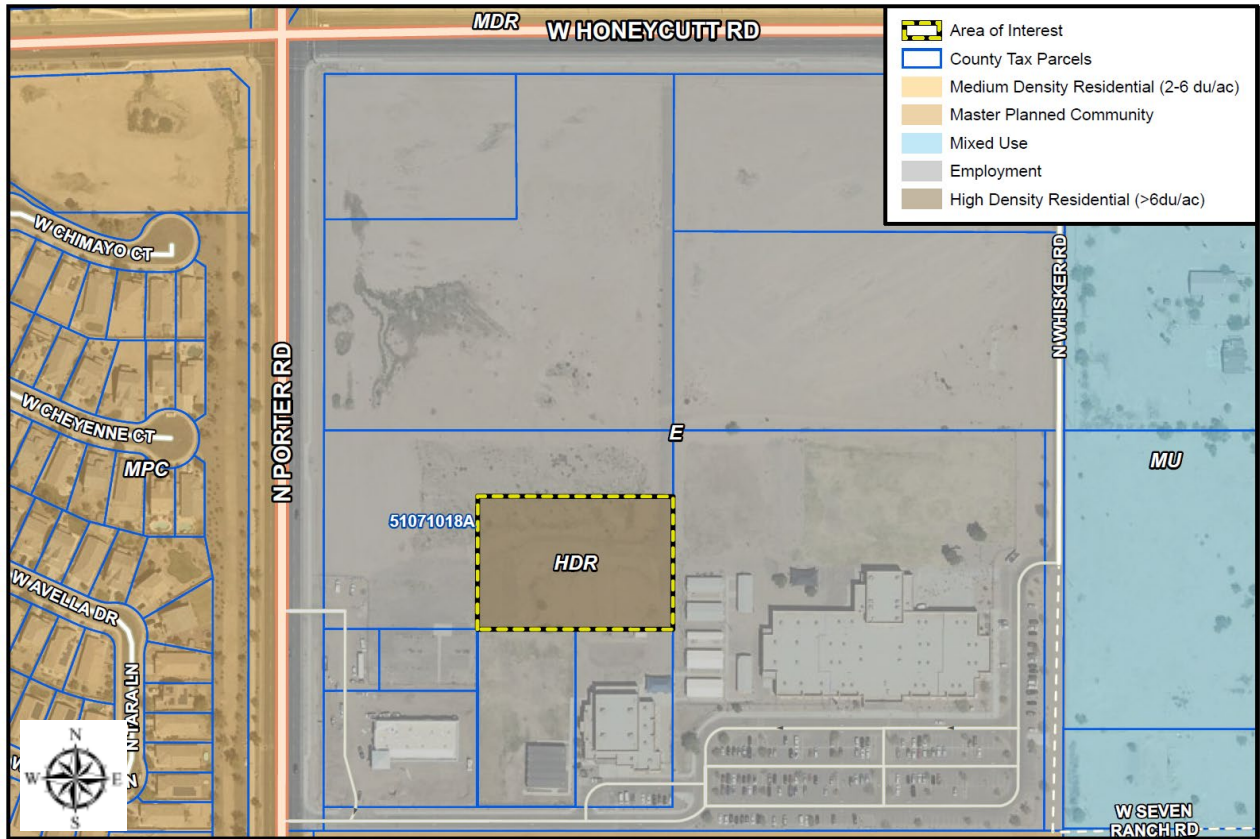 MDR
W HONEYCUTT RD
Area of Interest
County Tax Parcels
Medium Density Residential (2-6 du/ac)
Master Planned Community
Mixed Use
Employment
High Density Residential (>6du/ac)
W CHIMAYO CT
N WHISKER RD
N PORTER RD
W CHEYENNE CT
MPC
E
MU
51071018A
HDR
W AVELLA DR
N TARA LN
N
W
E
S
W SEVEN
RANCH RD